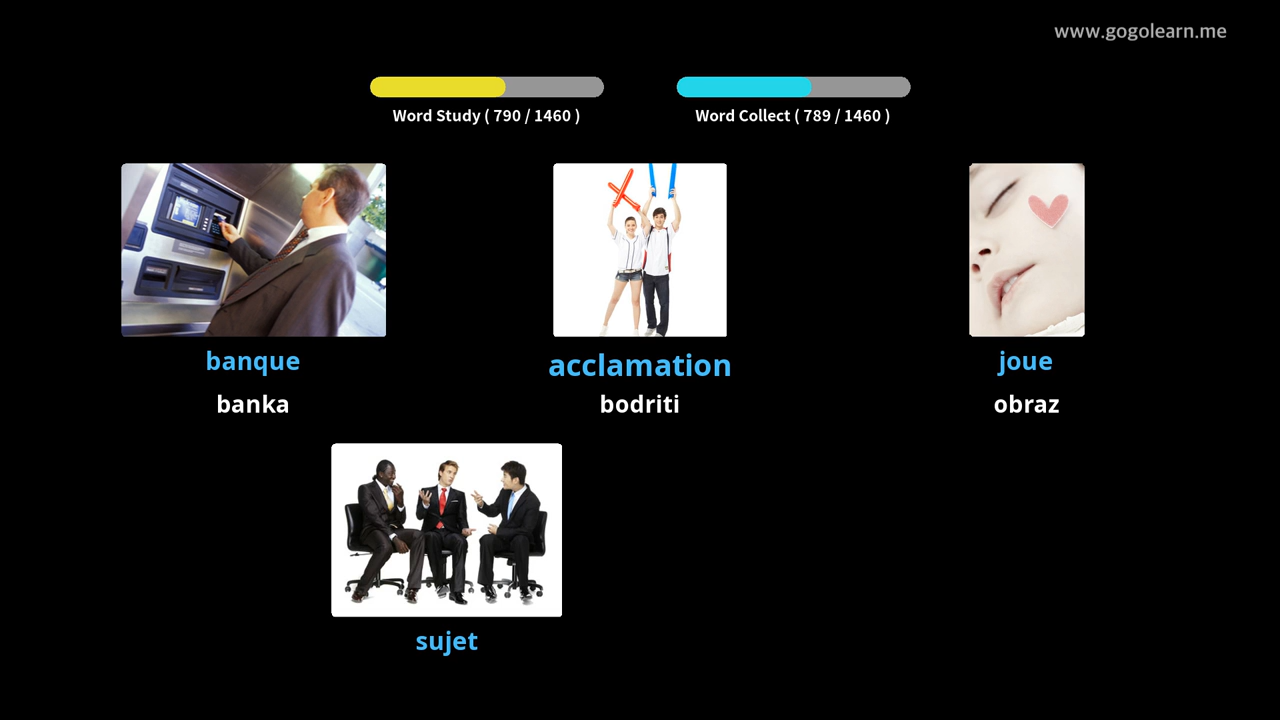 www.gogolearn.me
Word Study ( 790 / 1460 )
Word Collect ( 789 / 1460 )
banque
acclamation
joue
banka
bodriti
obraz
sujet